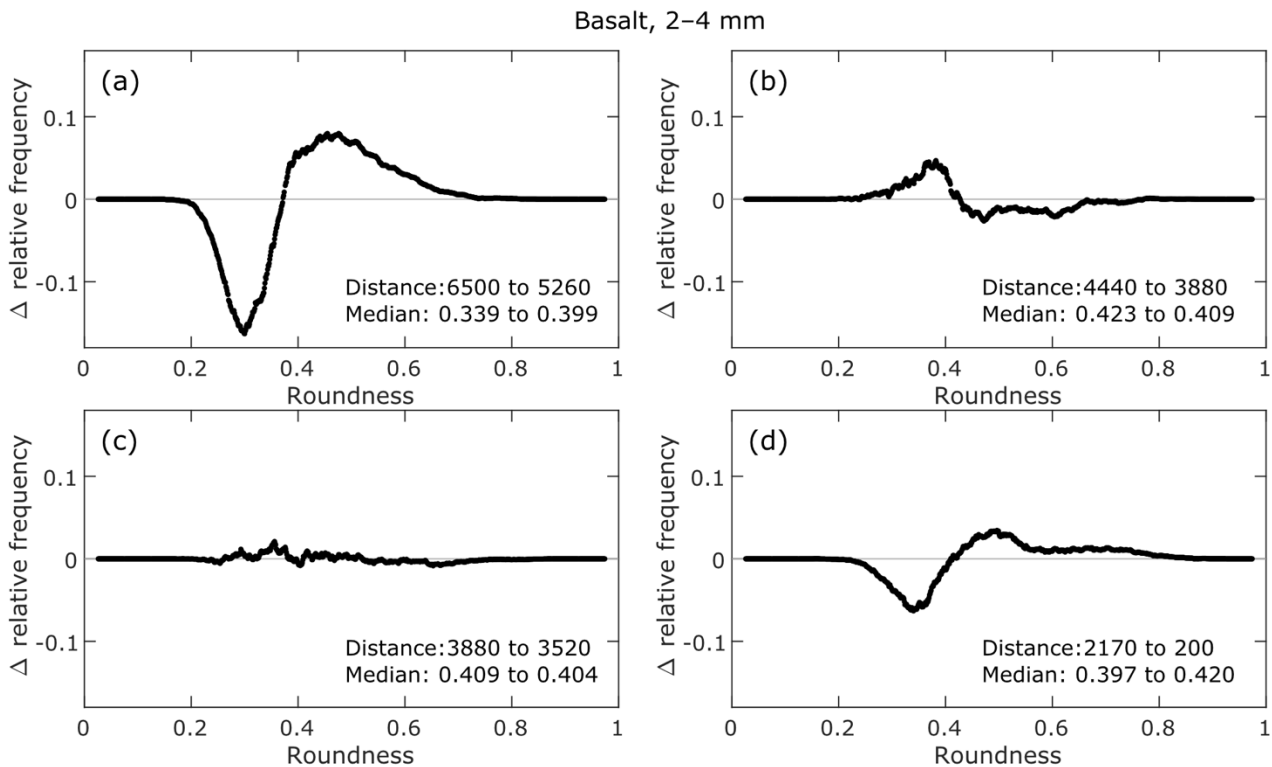 Basalt, 2–4 mm
(a)
Δ relative frequency
0.1
0
-0.1
Distance:6500 to 5260
Median: 0.339 to 0.399
0 0.2 0.4 0.6 0.8 1
Roundness
(b)
Δ relative frequency
0.1
0
-0.1
Distance:4440 to 3880
Median: 0.423 to 0.409
0 0.2 0.4 0.6 0.8 1
Roundness
(c)
Δ relative frequency
0.1
0
-0.1
Distance:3880 to 3520
Median: 0.409 to 0.404
0 0.2 0.4 0.6 0.8 1
Roundness
(d)
Δ relative frequency
0.1
0
-0.1
Distance:2170 to 200
Median: 0.397 to 0.420
0 0.2 0.4 0.6 0.8 1
Roundness